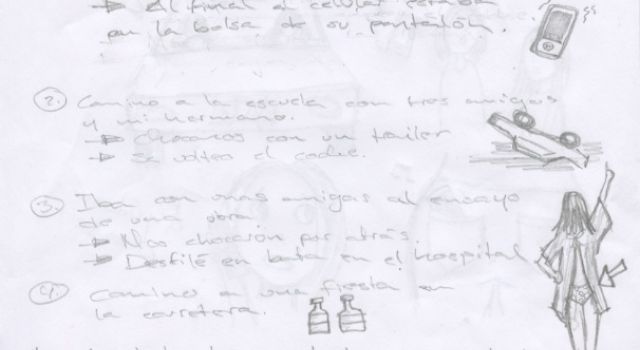 → Al final el celular estaba
en la bolsa de su pantalón.
2. Camino a la escuela con tres amigos
y mi hermano.
→ chocamos con un trailer
→ Se volteo el coche.
3. Iba con unas amigas al ensayo
de una obra
→ Nos chocaron por atrás
→ Desfilé en bata en el hospital
4. Camino a una fiesta en
la carretera.